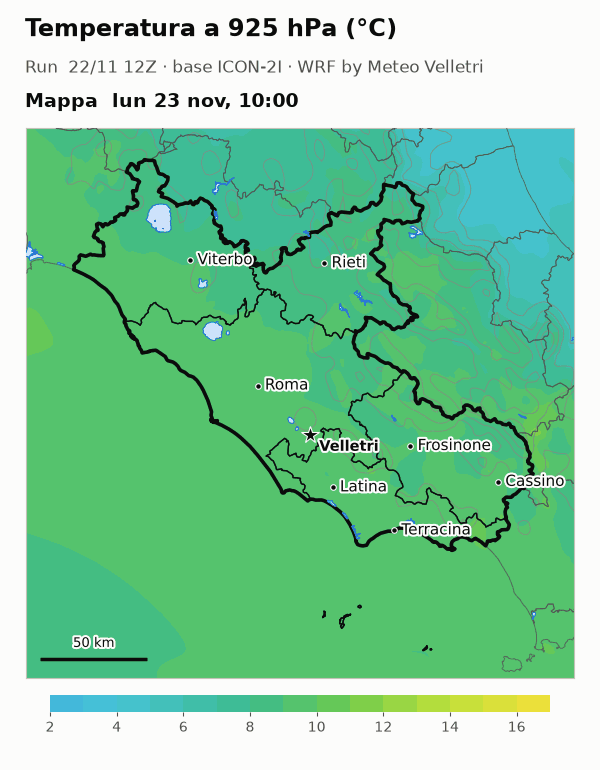 Temperatura a 925 hPa (°C)
Run  22/11 12Z · base ICON-2I · WRF by Meteo Velletri
Mappa  lun 23 nov, 10:00
Viterbo
Rieti
Roma
Velletri
Frosinone
Cassino
Latina
Terracina
50 km
2 4 6 8 10 12 14 16